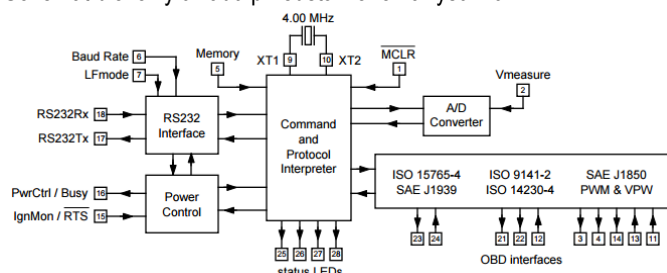 4.00 MHz
Baud Rate 6
LFmode 7
Memory
5
XT1 9
10 XT2
MCLR
1
Vmeasure
2
RS232Rx 18
RS232Tx 17
RS232
Interface
Command
and
Protocol
Interpreter
A/D
Converter
PwrCtrl / Busy 16
IgnMon / RTS 15
Power
Control
ISO 15765-4
SAE J1939
ISO 9141-2
ISO 14230-4
SAE J1850
PWM & VPW
25 26 27 28
status LEDs
23 24 21 22 12 3 4 14 13 11
OBD interfaces